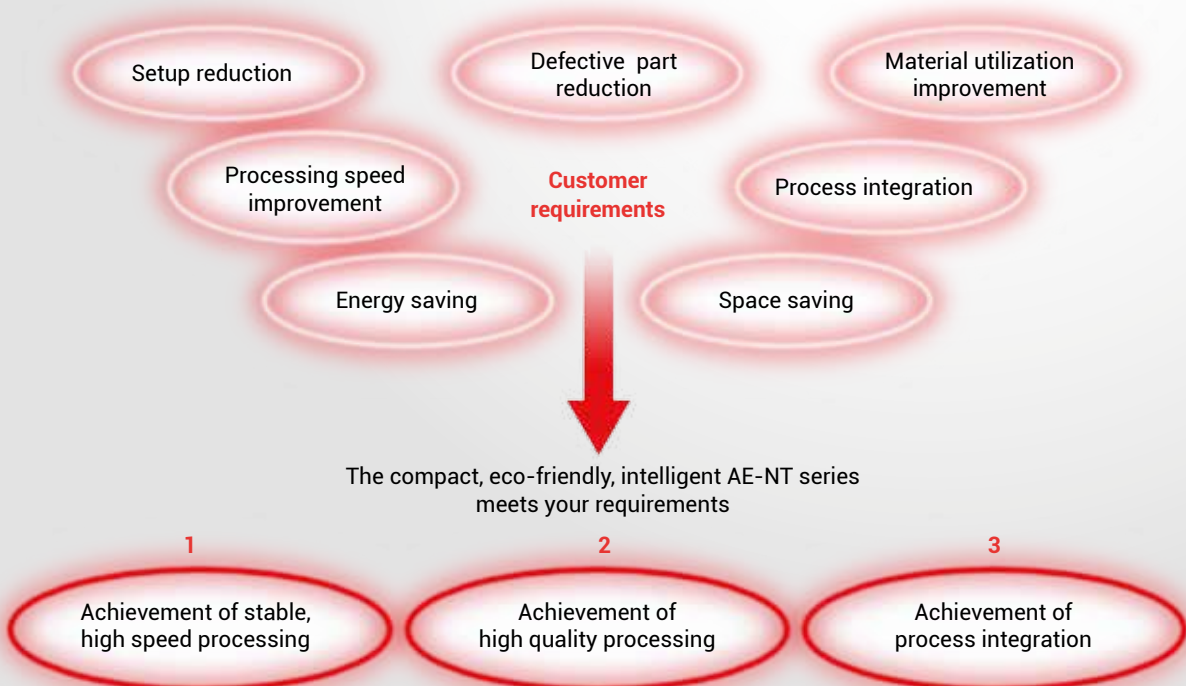 Setup reduction
Defective part
reduction
Material utilization
improvement
Processing speed
improvement
Customer
requirements
Process integration
Energy saving
Space saving
The compact, eco-friendly, intelligent AE-NT series
meets your requirements
1
2
3
Achievement of stable,
high speed processing
Achievement of
high quality processing
Achievement of
process integration